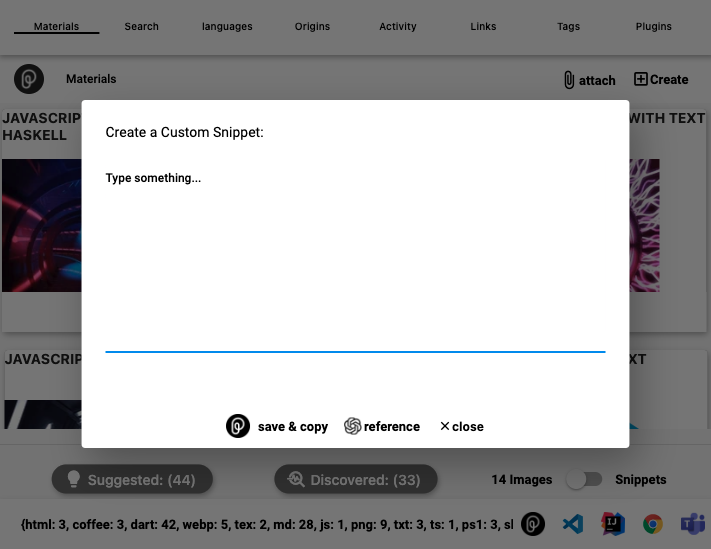 Materials Search languages Origins Activity Links Tags Plugins
Materials attach Create
JAVASCRIP WITH TEXT
HASKELL
Create a Custom Snippet:
Type something...
JAVASCRIP XT
save & copy reference close
Suggested: (44) Discovered: (33) 14 Images Snippets
{html: 3, coffee: 3, dart: 42, webp: 5, tex: 2, md: 28, js: 1, png: 9, txt: 3, ts: 1, ps1: 3, sl